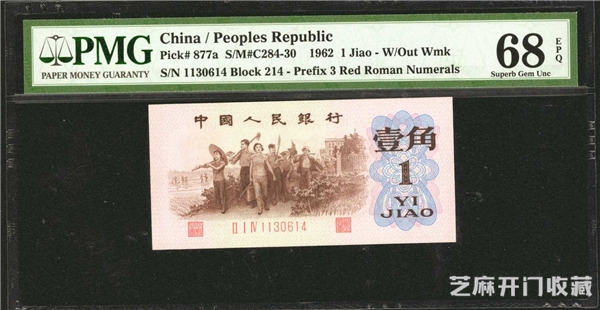 PMG
PAPER MONEY GUARANTY
China / Peoples Republic
Pick# 877a S/M#C284-30 1962 1 Jiao - W/Out Wmk
S/N 1130614 Block 214 - Prefix 3 Red Roman Numerals
68
EPQ
Superb Gem Unc
中國人民銀行
壹角
1
YI
JIAO
II I IV 1130614
芝麻开门收藏